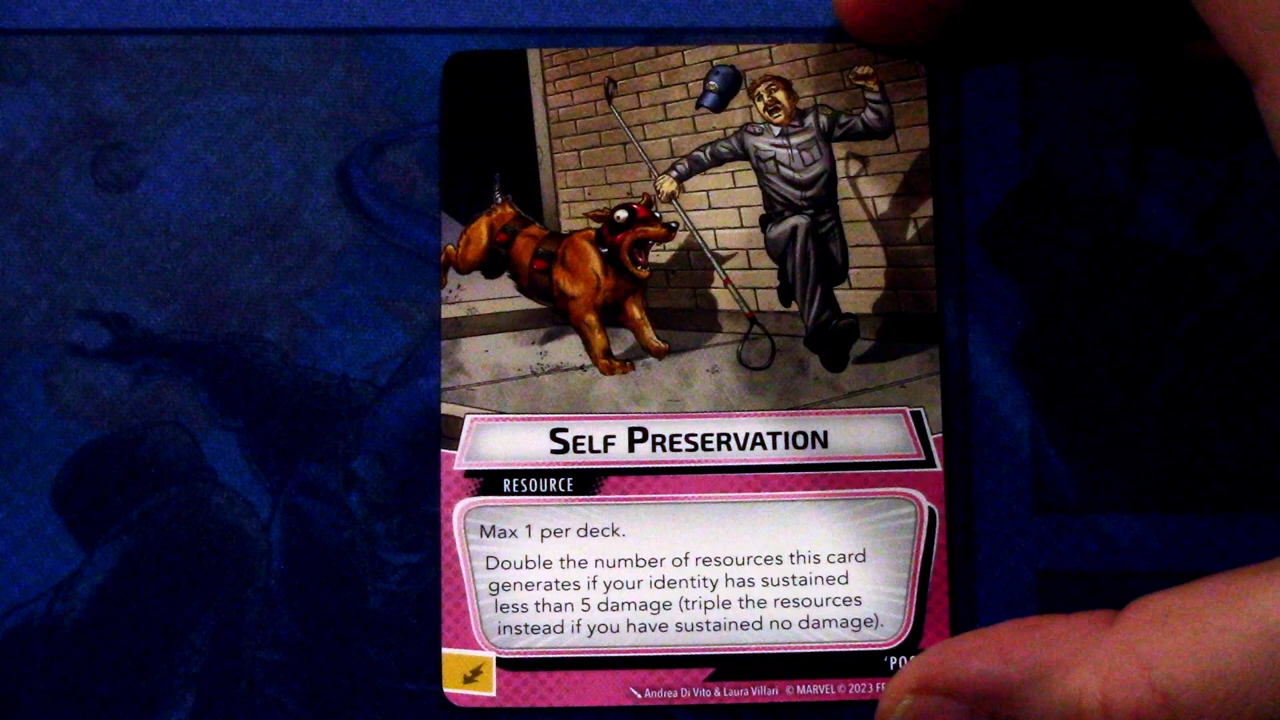 SELF PRESERVATION
RESOURCE
Max 1 per deck.
Double the number of resources this card
generates if your identity has sustained
less than 5 damage (triple the resources
instead if you have sustained no damage).
'POO
Andrea Di Vito & Laura Villari © MARVEL © 2023 FF